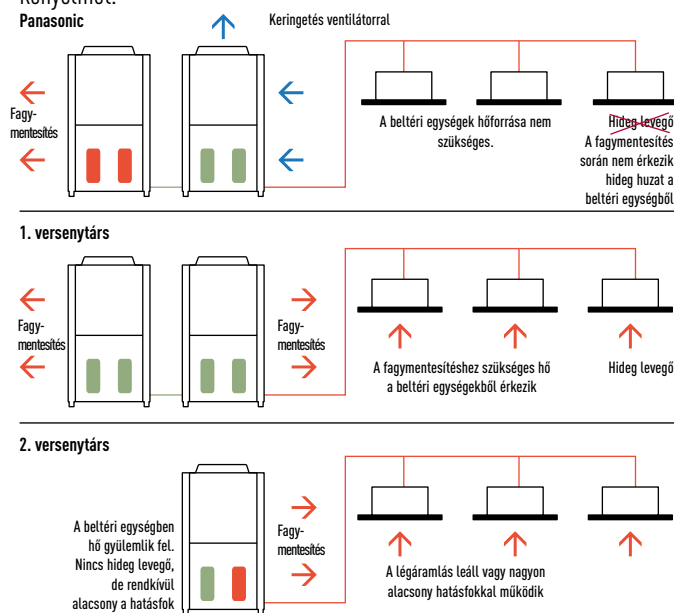 Kényelmet.
Panasonic
Keringetés ventilátorral
Fagy-
mentesítés
A beltéri egységek hőforrása nem
szükséges.
Hideg levegő
A fagymentesítés
során nem érkezik
hideg huzat a
beltéri egységből
1. versenytárs
Fagy-
mentesítés
Fagy-
mentesítés
A fagymentesítéshez szükséges hő
a beltéri egységekből érkezik
Hideg levegő
2. versenytárs
A beltéri egységben
hő gyülemlik fel.
Nincs hideg levegő,
de rendkívül
alacsony a hatásfok
Fagy-
mentesítés
A légáramlás leáll vagy nagyon
alacsony hatásfokkal működik